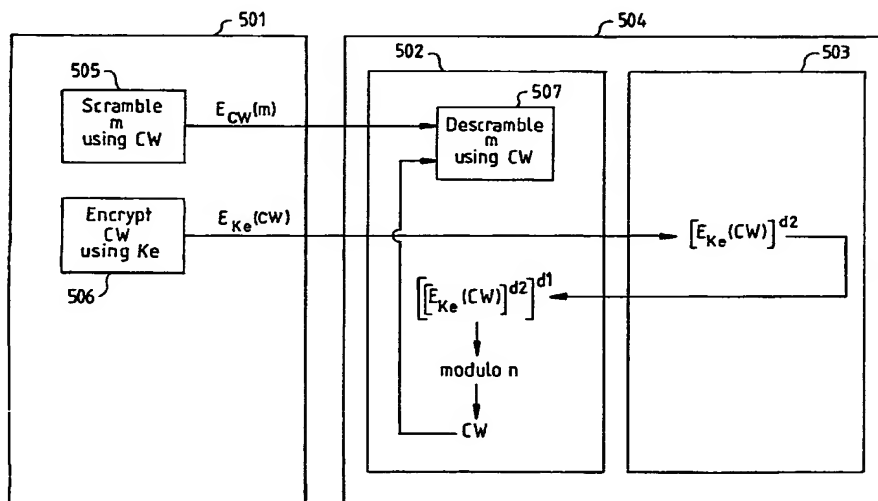 501
504
502
503
505
Scramble
m
using CW
E_CW(m)
507
Descramble
m
using CW
Encrypt
CW
using Ke
E_Ke(CW)
506
[E_Ke(CW)]^d2
[[E_Ke(CW)]^d2]^d1
modulo n
CW